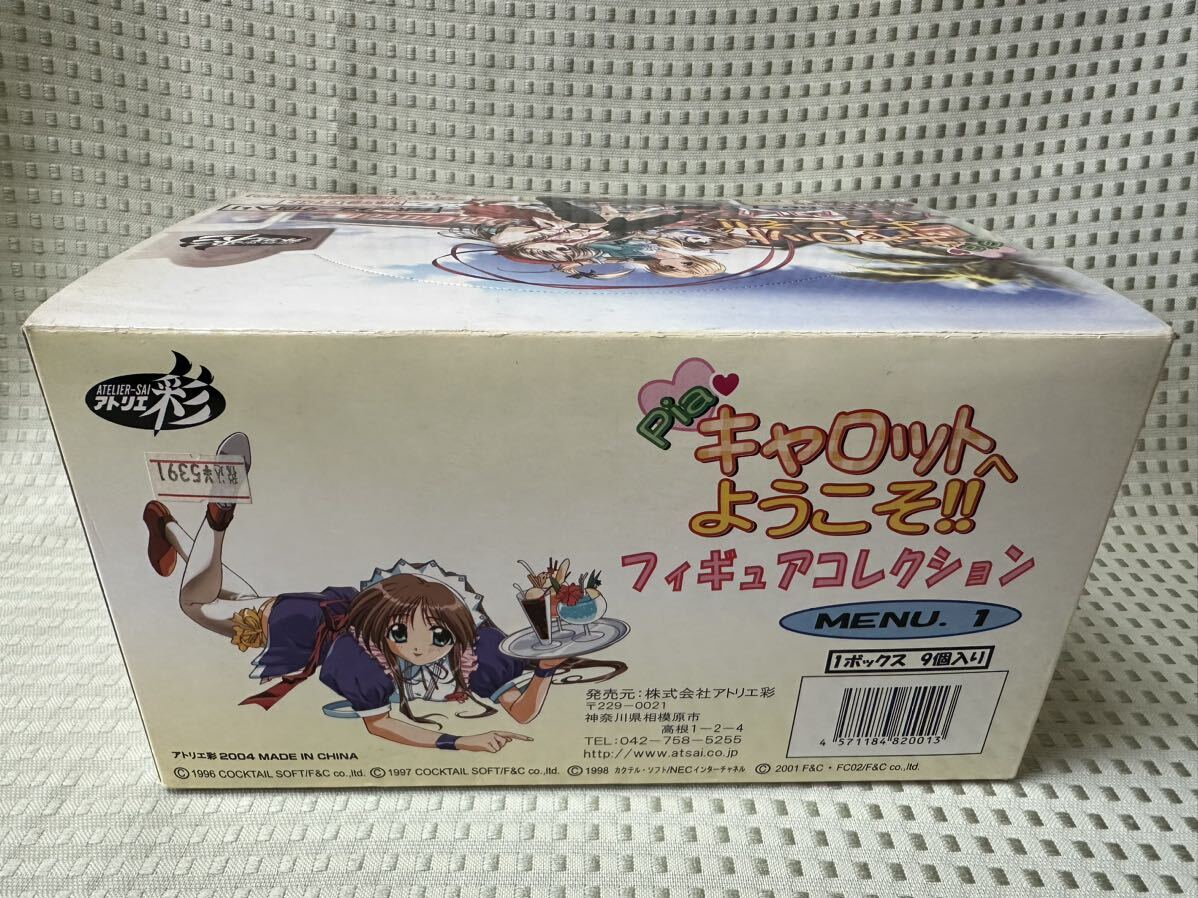 ATELIER-SAI
アトリエ彩
税込¥5391
Pia
キャロットへ
ようこそ!!
フィギュアコレクション
MENU. 1
1ボックス 9個入り
発売元:株式会社アトリエ彩
〒229-0021
神奈川県相模原市
高根1-2-4
TEL:042-758-5255
http://www.atsai.co.jp
4 571184 820013
アトリエ彩 2004 MADE IN CHINA
©1996 COCKTAIL SOFT/F&C co.,ltd. ©1997 COCKTAIL SOFT/F&C co.,ltd. ©1998 カクテル・ソフト/NECインターチャネル ©2001 F&C・FC02/F&C co.,ltd.